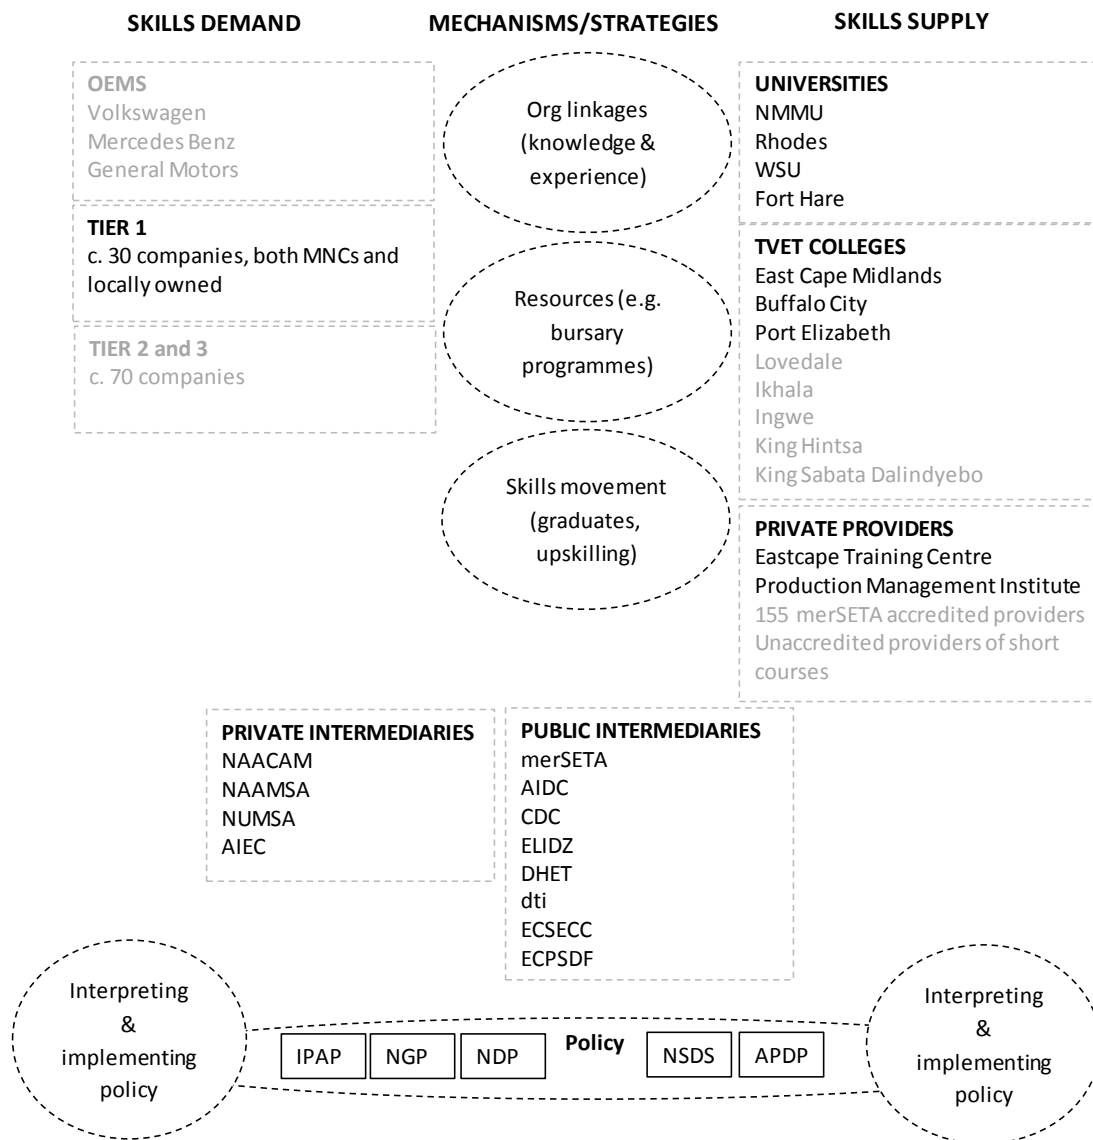 SKILLS DEMAND
MECHANISMS/STRATEGIES
SKILLS SUPPLY
OEMS
Volkswagen
Mercedes Benz
General Motors
TIER 1
c. 30 companies, both MNCs and
locally owned
TIER 2 and 3
c. 70 companies
Org linkages
(knowledge &
experience)
Resources (e.g.
bursary
programmes)
Skills movement
(graduates,
upskilling)
UNIVERSITIES
NMMU
Rhodes
WSU
Fort Hare
TVET COLLEGES
East Cape Midlands
Buffalo City
Port Elizabeth
Lovedale
Ikhala
Ingwe
King Hintsa
King Sabata Dalindyebo
PRIVATE PROVIDERS
Eastcape Training Centre
Production Management Institute
155 merSETA accredited providers
Unaccredited providers of short
courses
PRIVATE INTERMEDIARIES
NAACAM
NAAMSA
NUMSA
AIEC
PUBLIC INTERMEDIARIES
merSETA
AIDC
CDC
ELIDZ
DHET
dti
ECSECC
ECPSDF
Interpreting
&
implementing
policy
IPAP
NGP
NDP
Policy
NSDS
APDP
Interpreting
&
implementing
policy